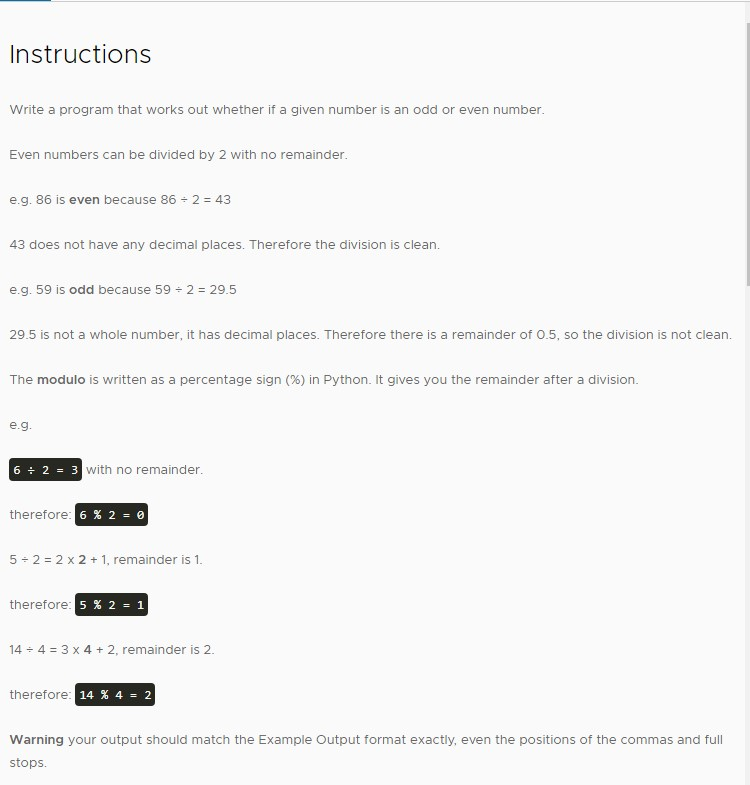 Instructions
Write a program that works out whether if a given number is an odd or even number.
Even numbers can be divided by 2 with no remainder.
e.g. 86 is even because 86 ÷ 2 = 43
43 does not have any decimal places. Therefore the division is clean.
e.g. 59 is odd because 59 ÷ 2 = 29.5
29.5 is not a whole number, it has decimal places. Therefore there is a remainder of 0.5, so the division is not clean.
The modulo is written as a percentage sign (%) in Python. It gives you the remainder after a division.
e.g.
6 ÷ 2 = 3 with no remainder.
therefore: 6 % 2 = 0
5 ÷ 2 = 2 x 2 + 1, remainder is 1.
therefore: 5 % 2 = 1
14 ÷ 4 = 3 x 4 + 2, remainder is 2.
therefore: 14 % 4 = 2
Warning your output should match the Example Output format exactly, even the positions of the commas and full
stops.